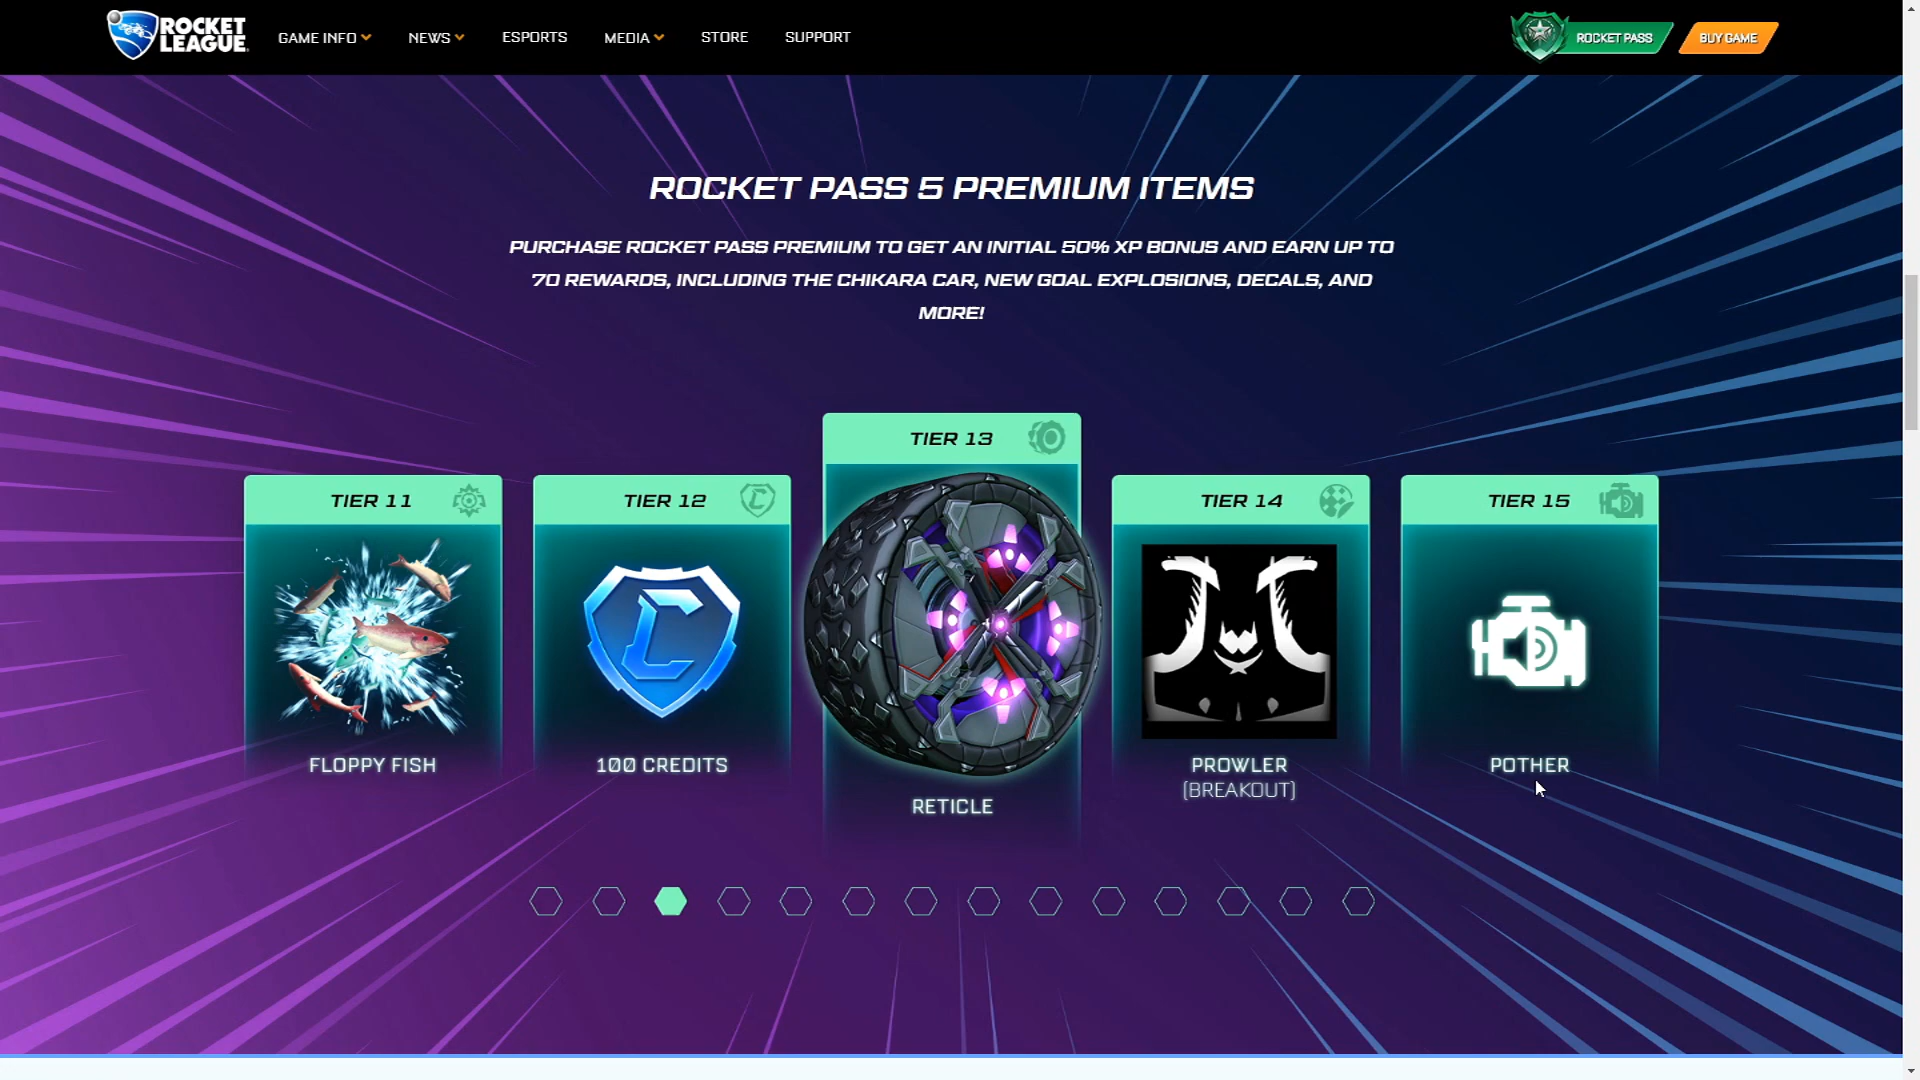 ROCKET
LEAGUE
GAME INFO
NEWS
ESPORTS
MEDIA
STORE
SUPPORT
ROCKET PASS
BUY GAME
ROCKET PASS 5 PREMIUM ITEMS
PURCHASE ROCKET PASS PREMIUM TO GET AN INITIAL 50% XP BONUS AND EARN UP TO
70 REWARDS, INCLUDING THE CHIKARA CAR, NEW GOAL EXPLOSIONS, DECALS, AND
MORE!
TIER 11
FLOPPY FISH
TIER 12
100 CREDITS
TIER 13
RETICLE
TIER 14
PROWLER
[BREAKOUT]
TIER 15
POTHER